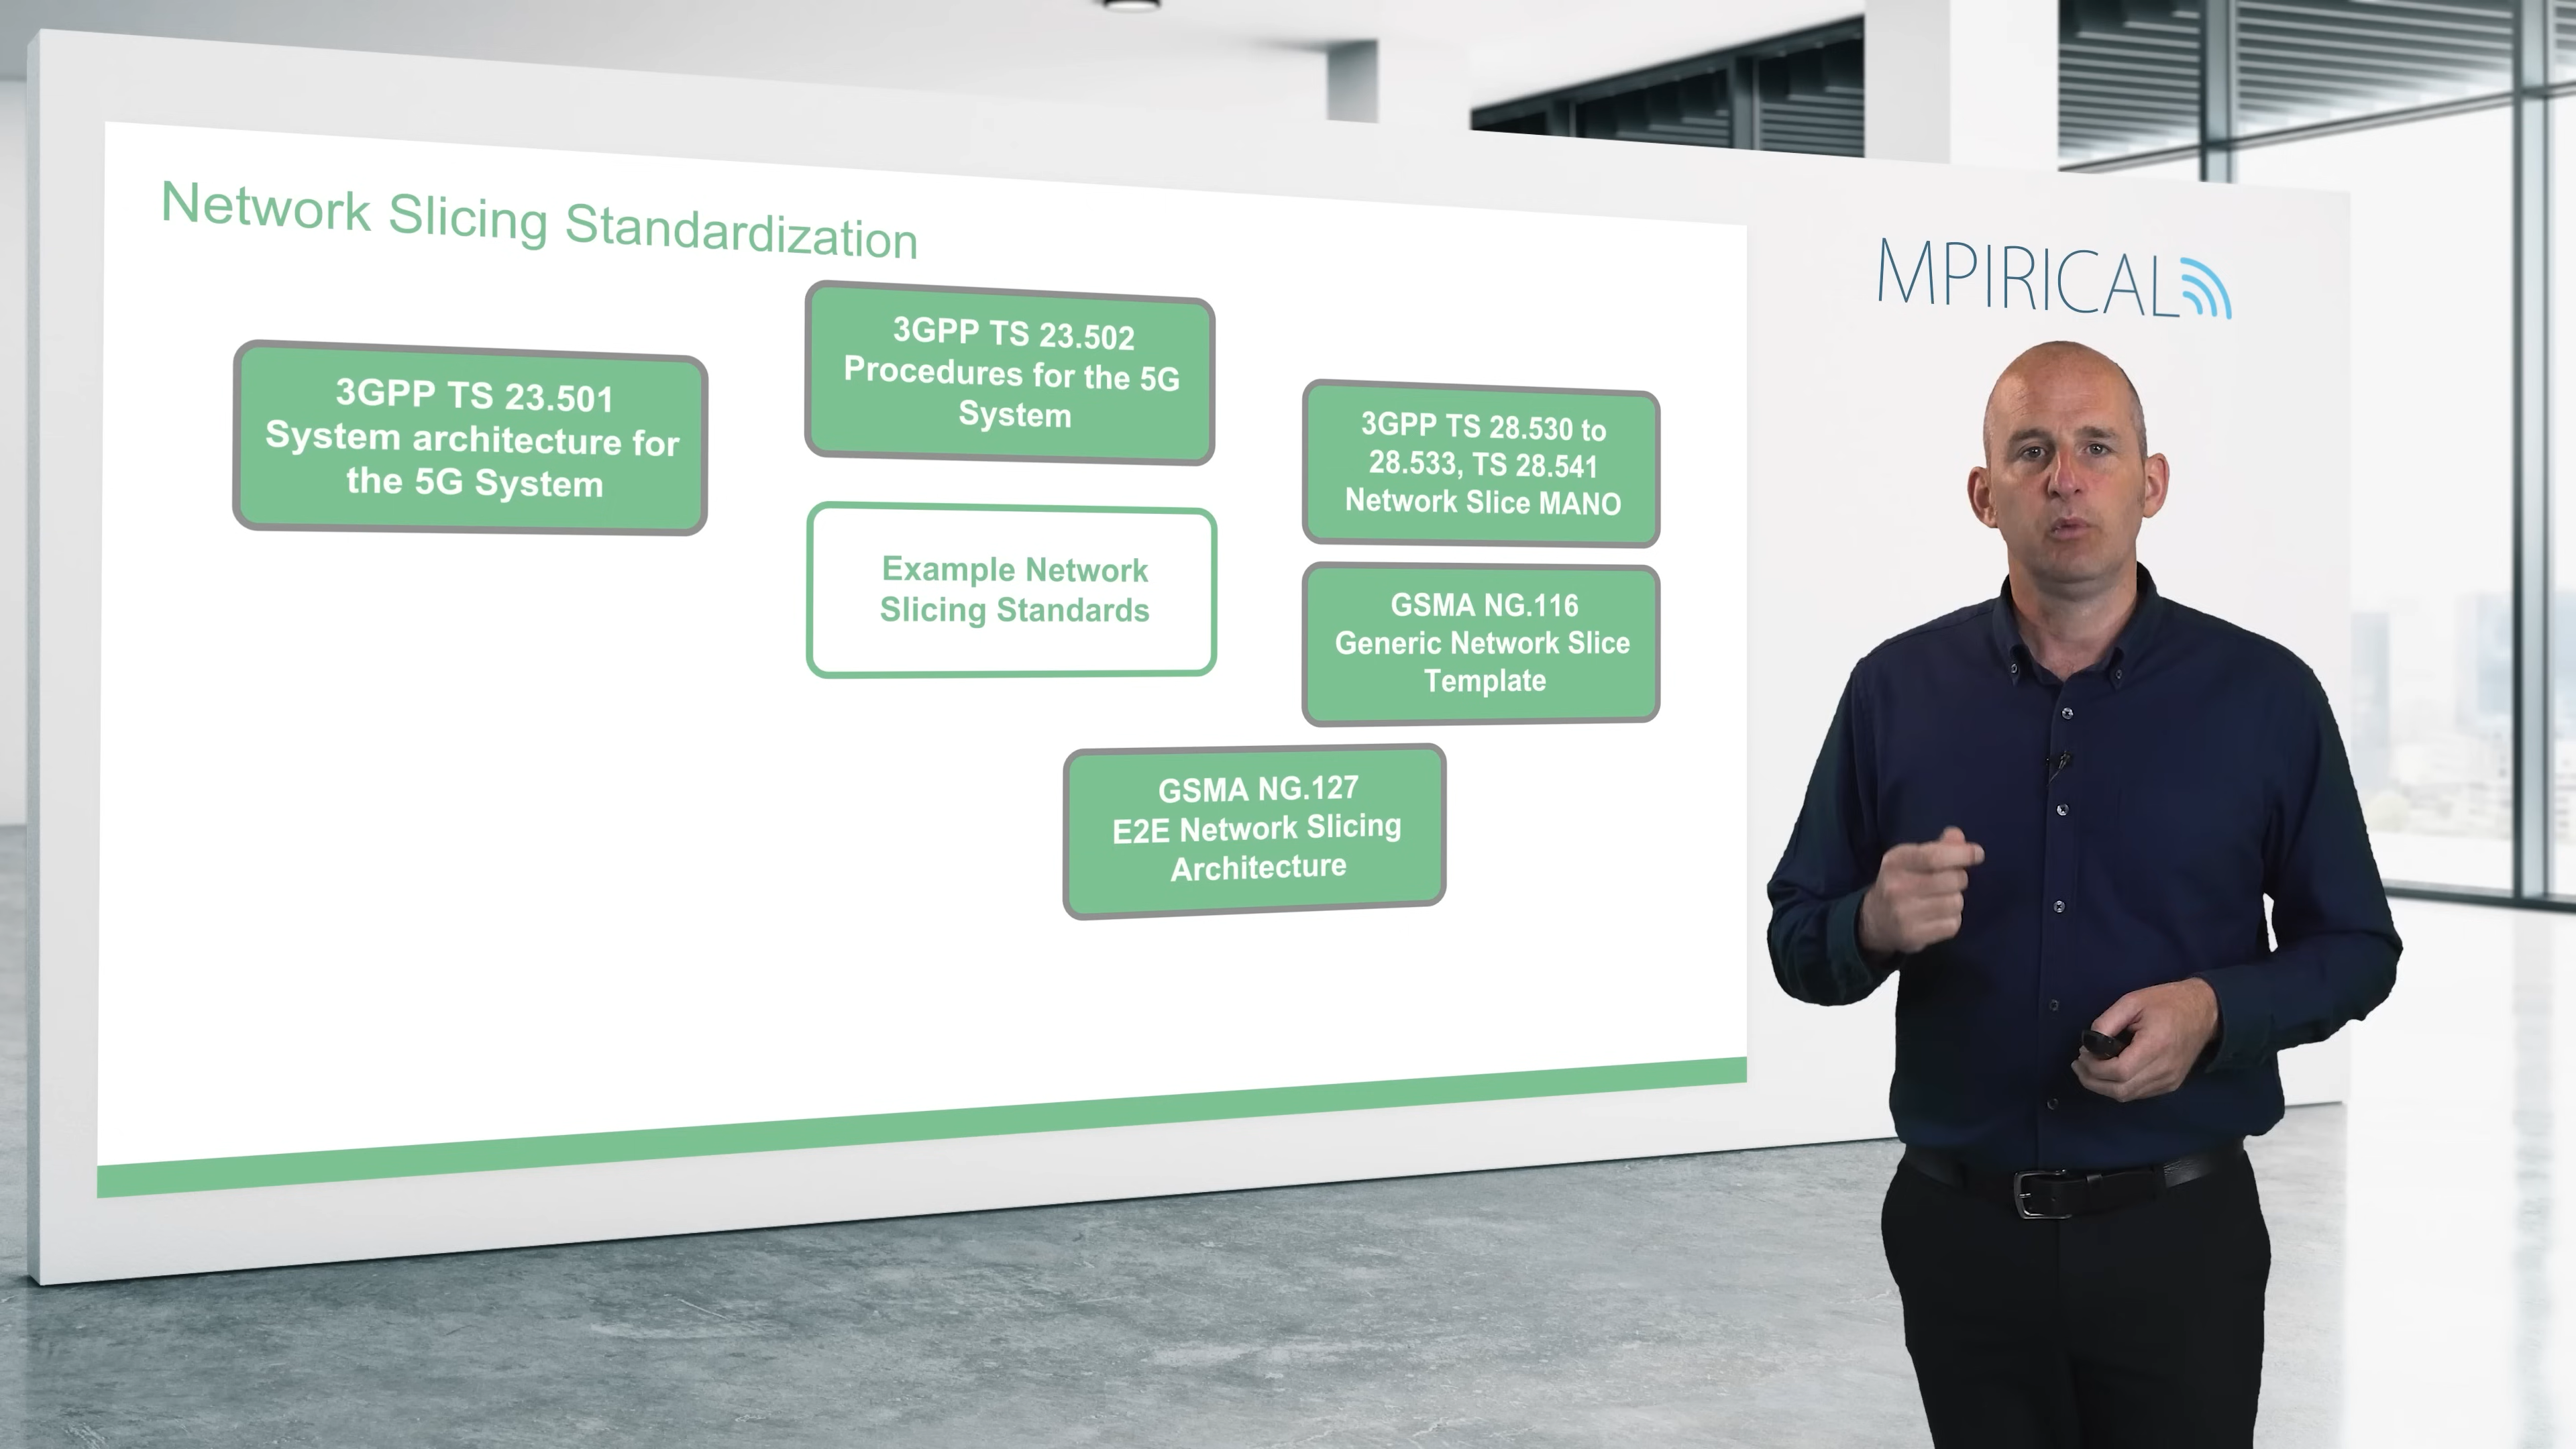 Network Slicing Standardization
MPIRICAL
3GPP TS 23.501
System architecture for
the 5G System
3GPP TS 23.502
Procedures for the 5G
System
3GPP TS 28.530 to
28.533, TS 28.541
Network Slice MANO
Example Network
Slicing Standards
GSMA NG.116
Generic Network Slice
Template
GSMA NG.127
E2E Network Slicing
Architecture